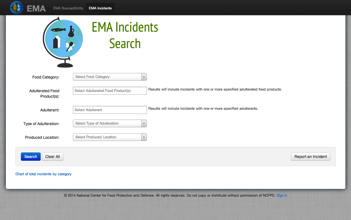 EMA EMA Susceptibility EMA Incidents
EMA Incidents
Search
Food Category: Select Food Category
Adulterated Food
Product(s): Select Adulterated Food Product(s) Results will include incidents with one or more specified adulterated food products.
Adulterant: Select Adulterant Results will include incidents with one or more specified adulterants.
Type of Adulteration: Select Type of Adulteration
Produced Location: Select Produced Location
Search Clear All Report an Incident
Chart of total incidents by category
© 2014 National Center for Food Protection and Defense. All rights reserved. Do not copy or distribute without permission of NCFPD. Sign in